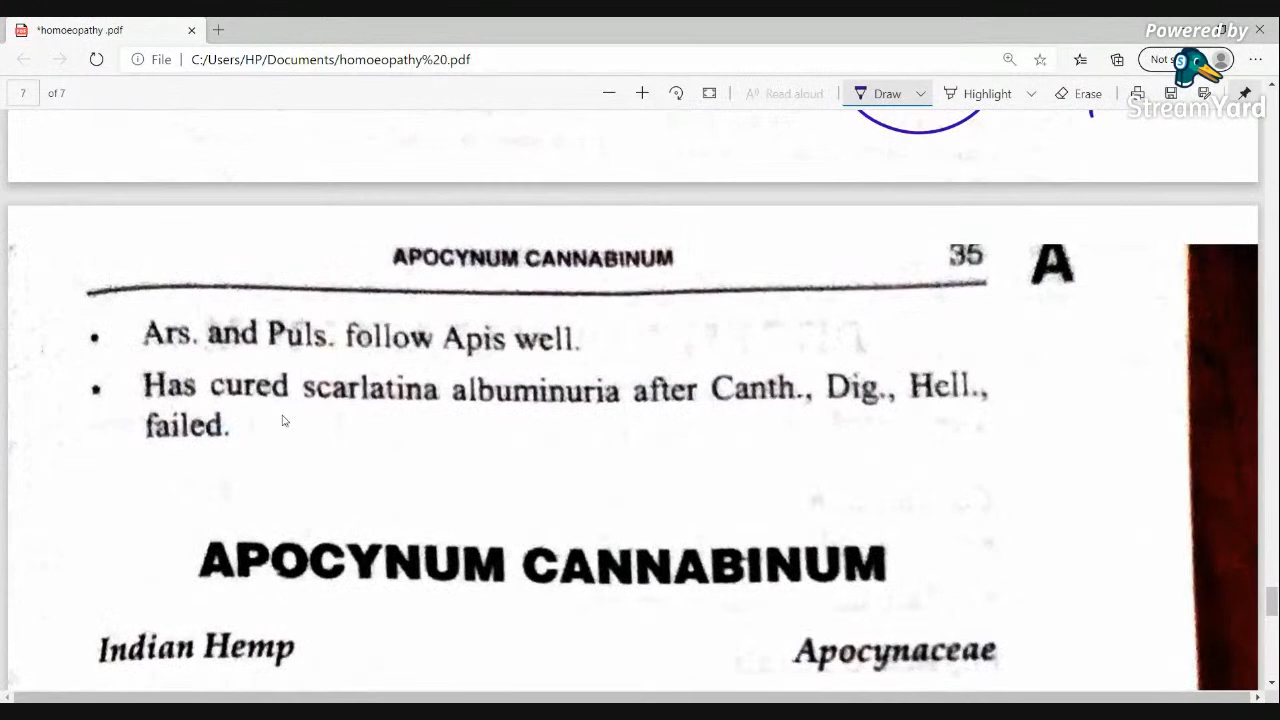 *homoeopathy .pdf
Powered by
File | C:/Users/HP/Documents/homoeopathy%20.pdf
Not s
7 of 7
Read aloud
Draw
Highlight
Erase
StreamYard
APOCYNUM CANNABINUM 35 A
• Ars. and Puls. follow Apis well.
• Has cured scarlatina albuminuria after Canth., Dig., Hell.,
failed.
APOCYNUM CANNABINUM
Indian Hemp Apocynaceae